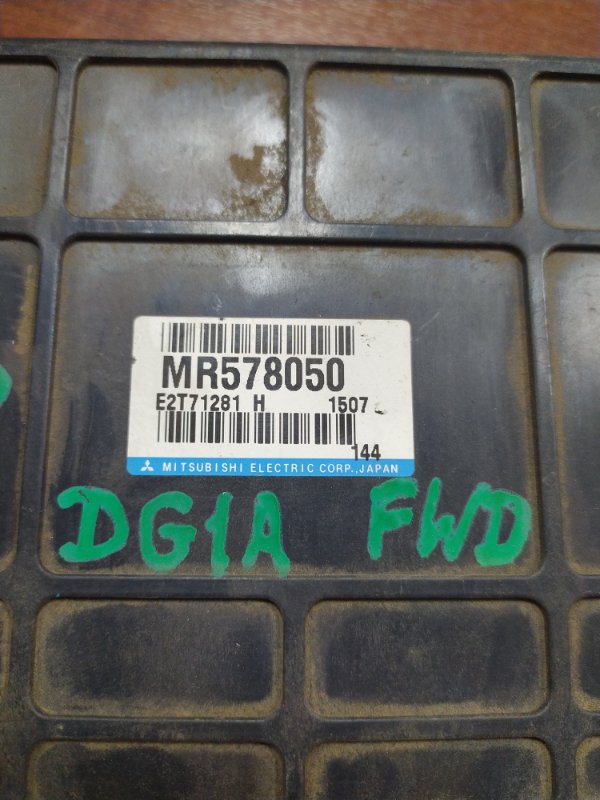 MR578050
E2T71281 H 1507
144
MITSUBISHI ELECTRIC CORP.,JAPAN
DG1A FWD